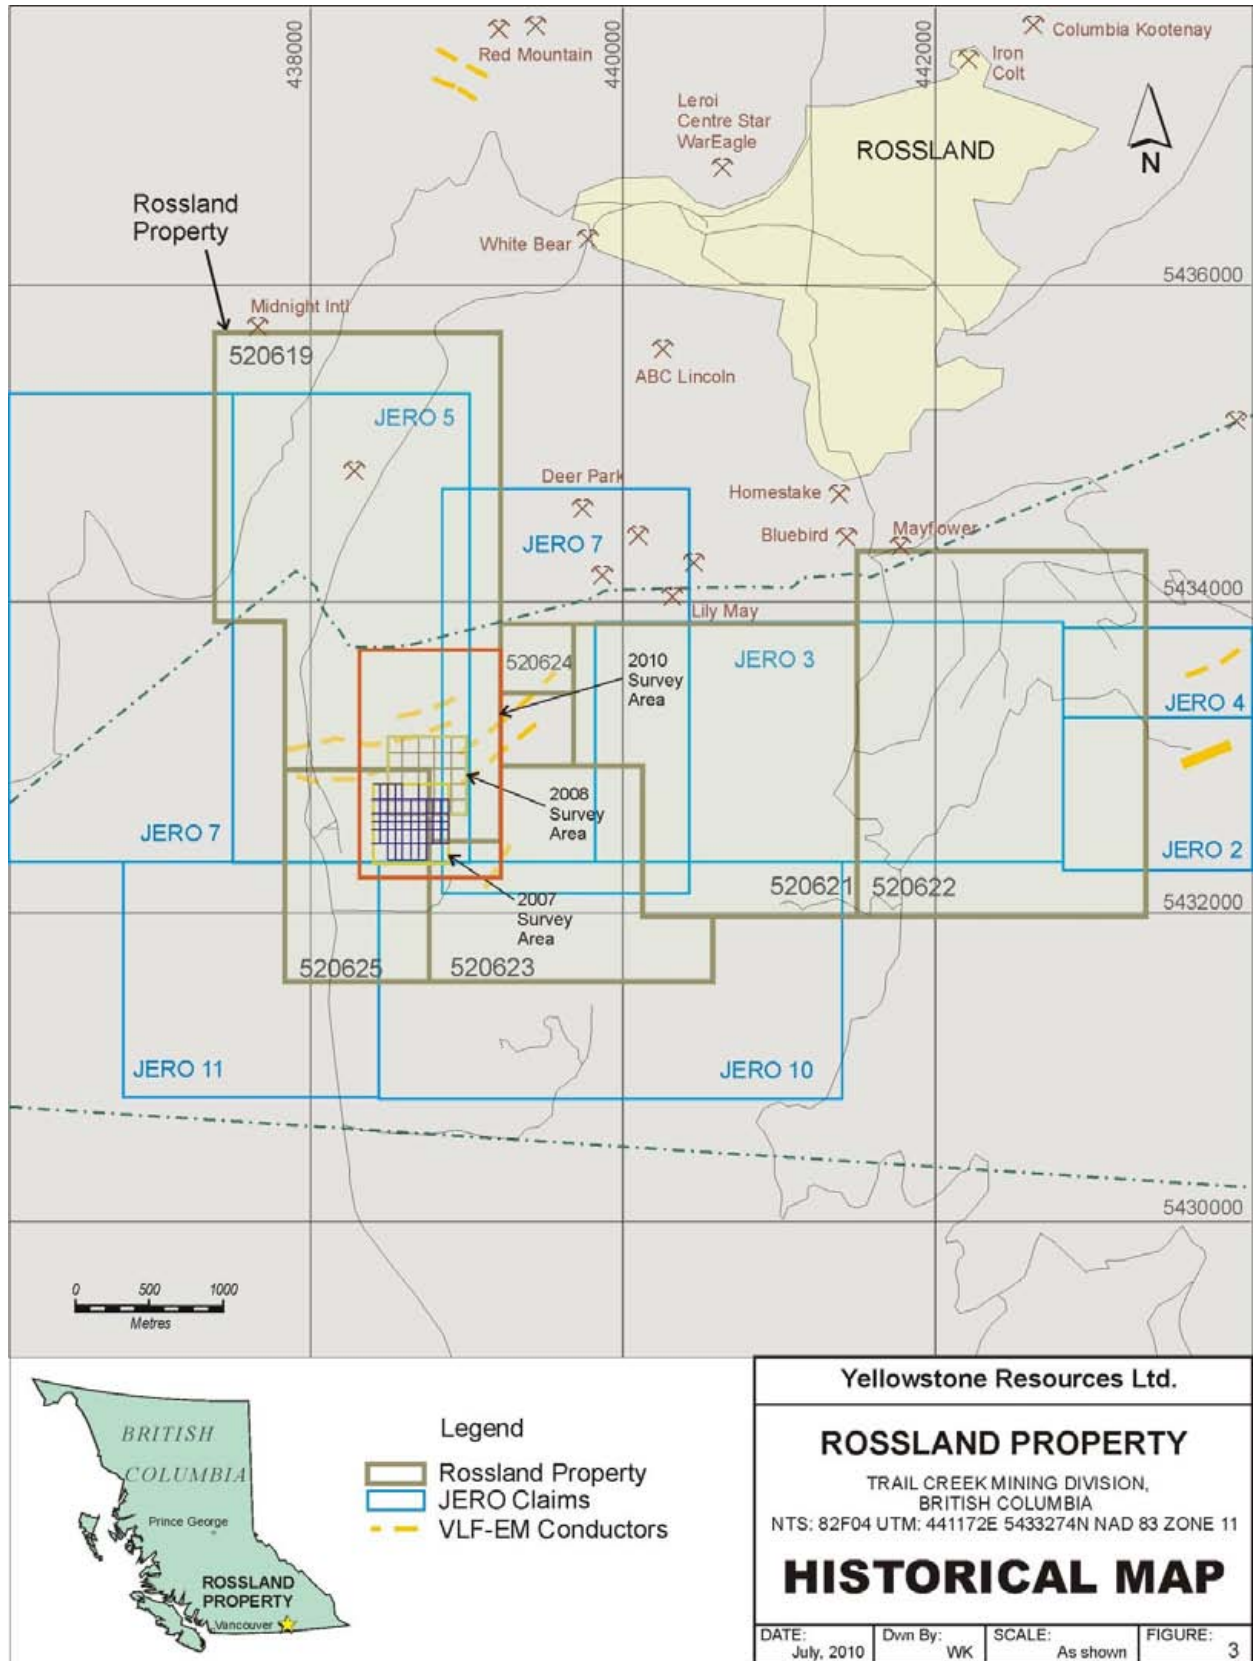 438000
440000
442000
Red Mountain
Columbia Kootenay
Iron
Colt
Leroi
Centre Star
WarEagle
ROSSLAND
N
Rossland
Property
White Bear
5436000
Midnight Intl
520619
ABC Lincoln
JERO 5
Deer Park
Homestake
JERO 7
Bluebird
Mayflower
5434000
Lily May
520624
2010
Survey
Area
JERO 3
JERO 4
2008
Survey
Area
JERO 7
JERO 2
520621
520622
2007
Survey
Area
5432000
520625
520623
JERO 11
JERO 10
5430000
0 500 1000
Metres
BRITISH
COLUMBIA
Prince George
ROSSLAND
PROPERTY
Vancouver
Legend
Rossland Property
JERO Claims
VLF-EM Conductors
Yellowstone Resources Ltd.
ROSSLAND PROPERTY
TRAIL CREEK MINING DIVISION,
BRITISH COLUMBIA
NTS: 82F04 UTM: 441172E 5433274N NAD 83 ZONE 11
HISTORICAL MAP
DATE:
July, 2010
Dwn By:
WK
SCALE:
As shown
FIGURE:
3